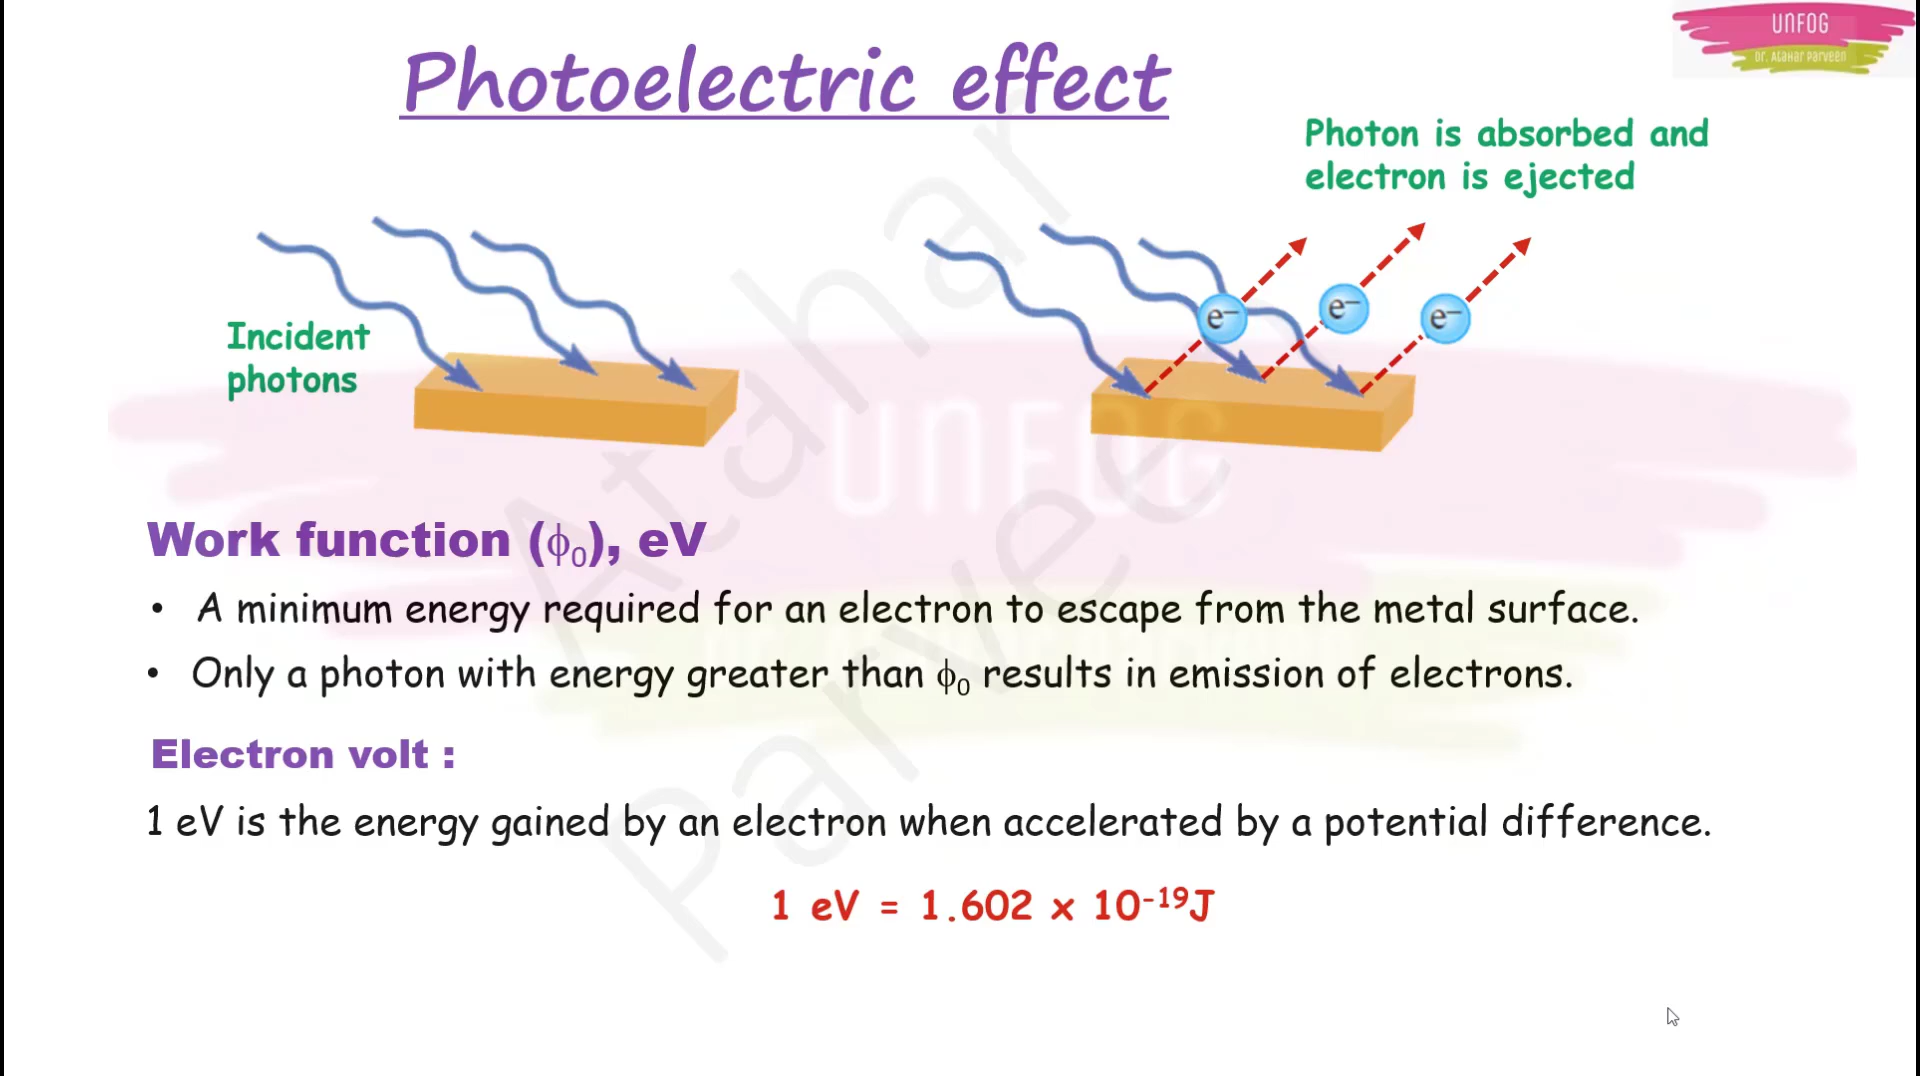 UNFOG
Dr. Atahar Parveen
Photoelectric effect
Photon is absorbed and
electron is ejected
e⁻
e⁻
e⁻
Incident
photons
UNFOG
Atahar
Parveen
Work function (ϕ₀), eV
• A minimum energy required for an electron to escape from the metal surface.
• Only a photon with energy greater than ϕ₀ results in emission of electrons.
Electron volt :
1 eV is the energy gained by an electron when accelerated by a potential difference.
1 eV = 1.602 x 10⁻¹⁹J